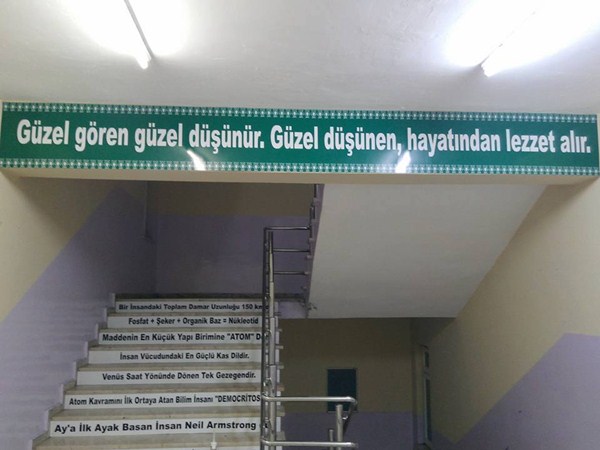 Güzel gören güzel düşünür. Güzel düşünen, hayatından lezzet alır.
Bir İnsandaki Toplam Damar Uzunluğu 150 km
Fosfat + Şeker + Organik Baz = Nükleotid
Maddenin En Küçük Yapı Birimine "ATOM" De
İnsan Vücudundaki En Güçlü Kas Dildir.
Venüs Saat Yönünde Dönen Tek Gezegendir.
Atom Kavramını İlk Ortaya Atan Bilim İnsanı "DEMOCRİTOS
Ay'a İlk Ayak Basan İnsan Neil Armstrong